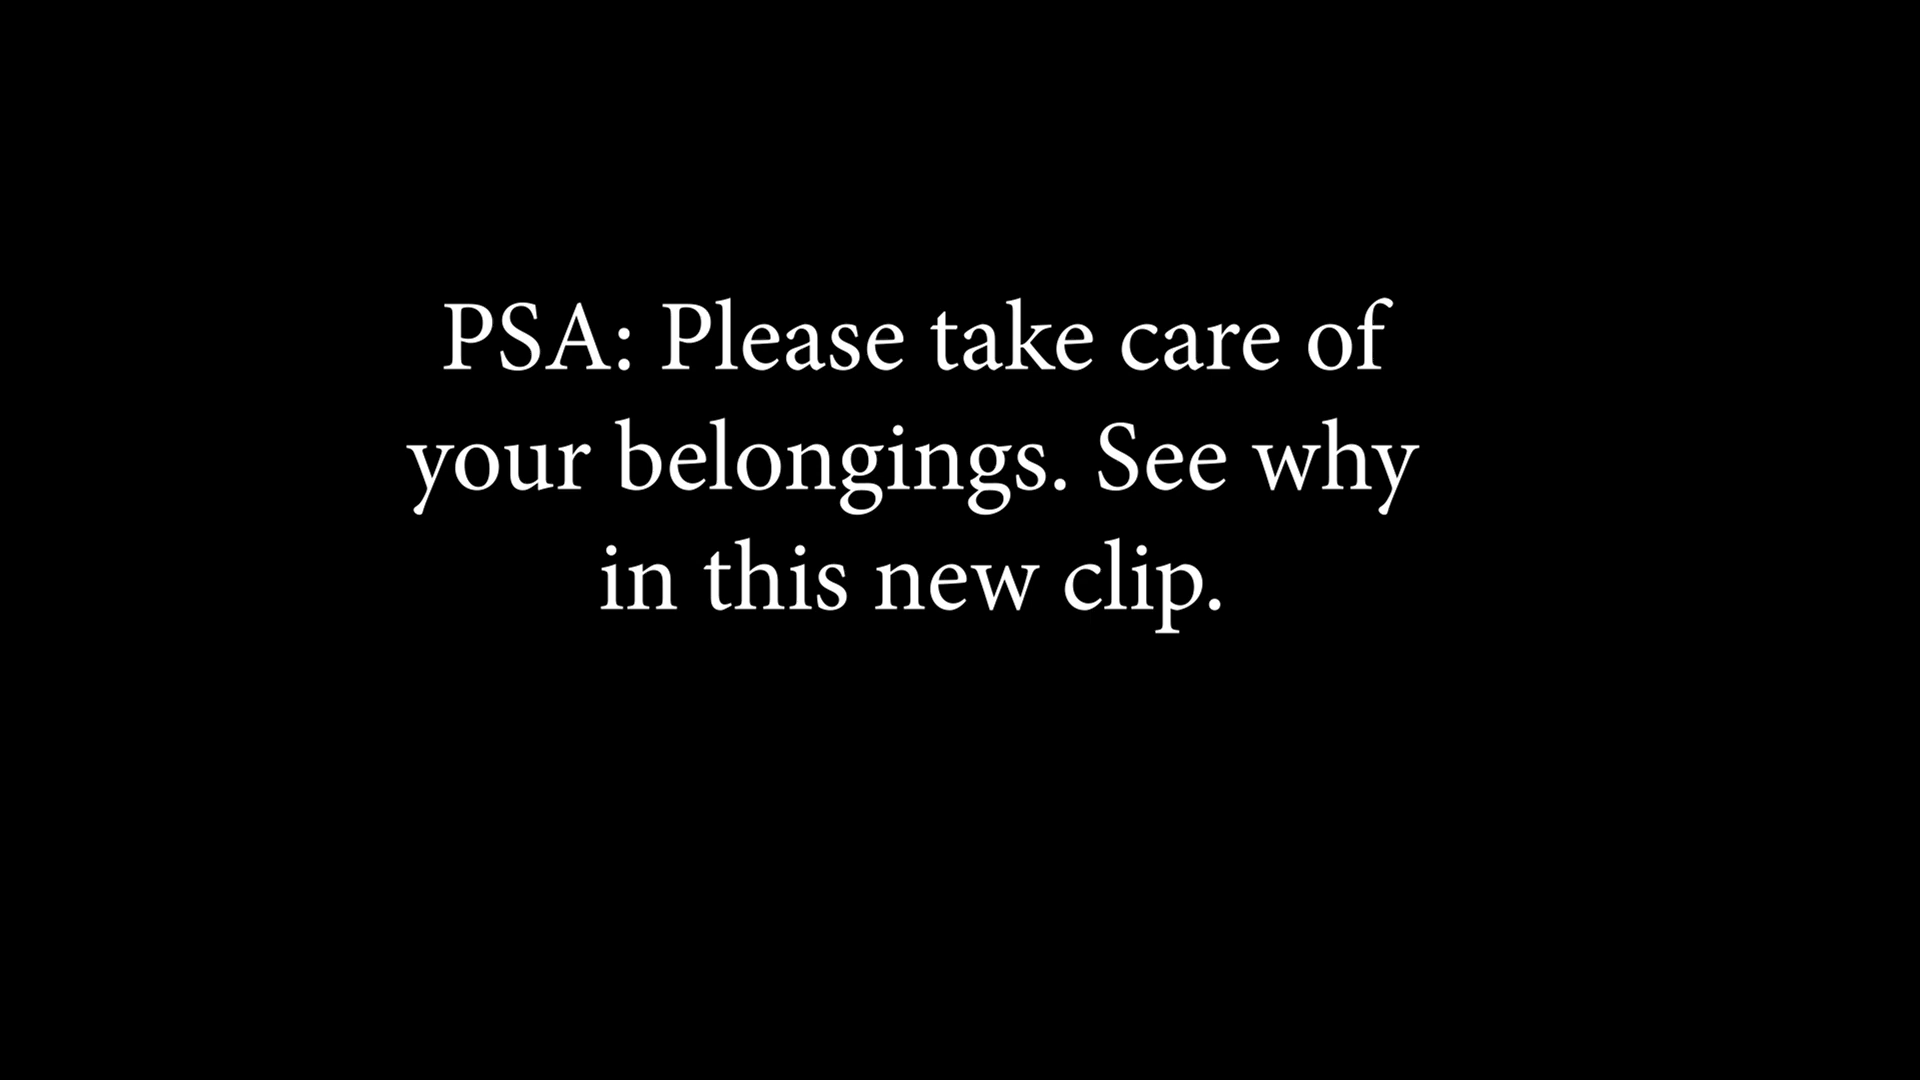 PSA: Please take care of
your belongings. See why
in this new clip.